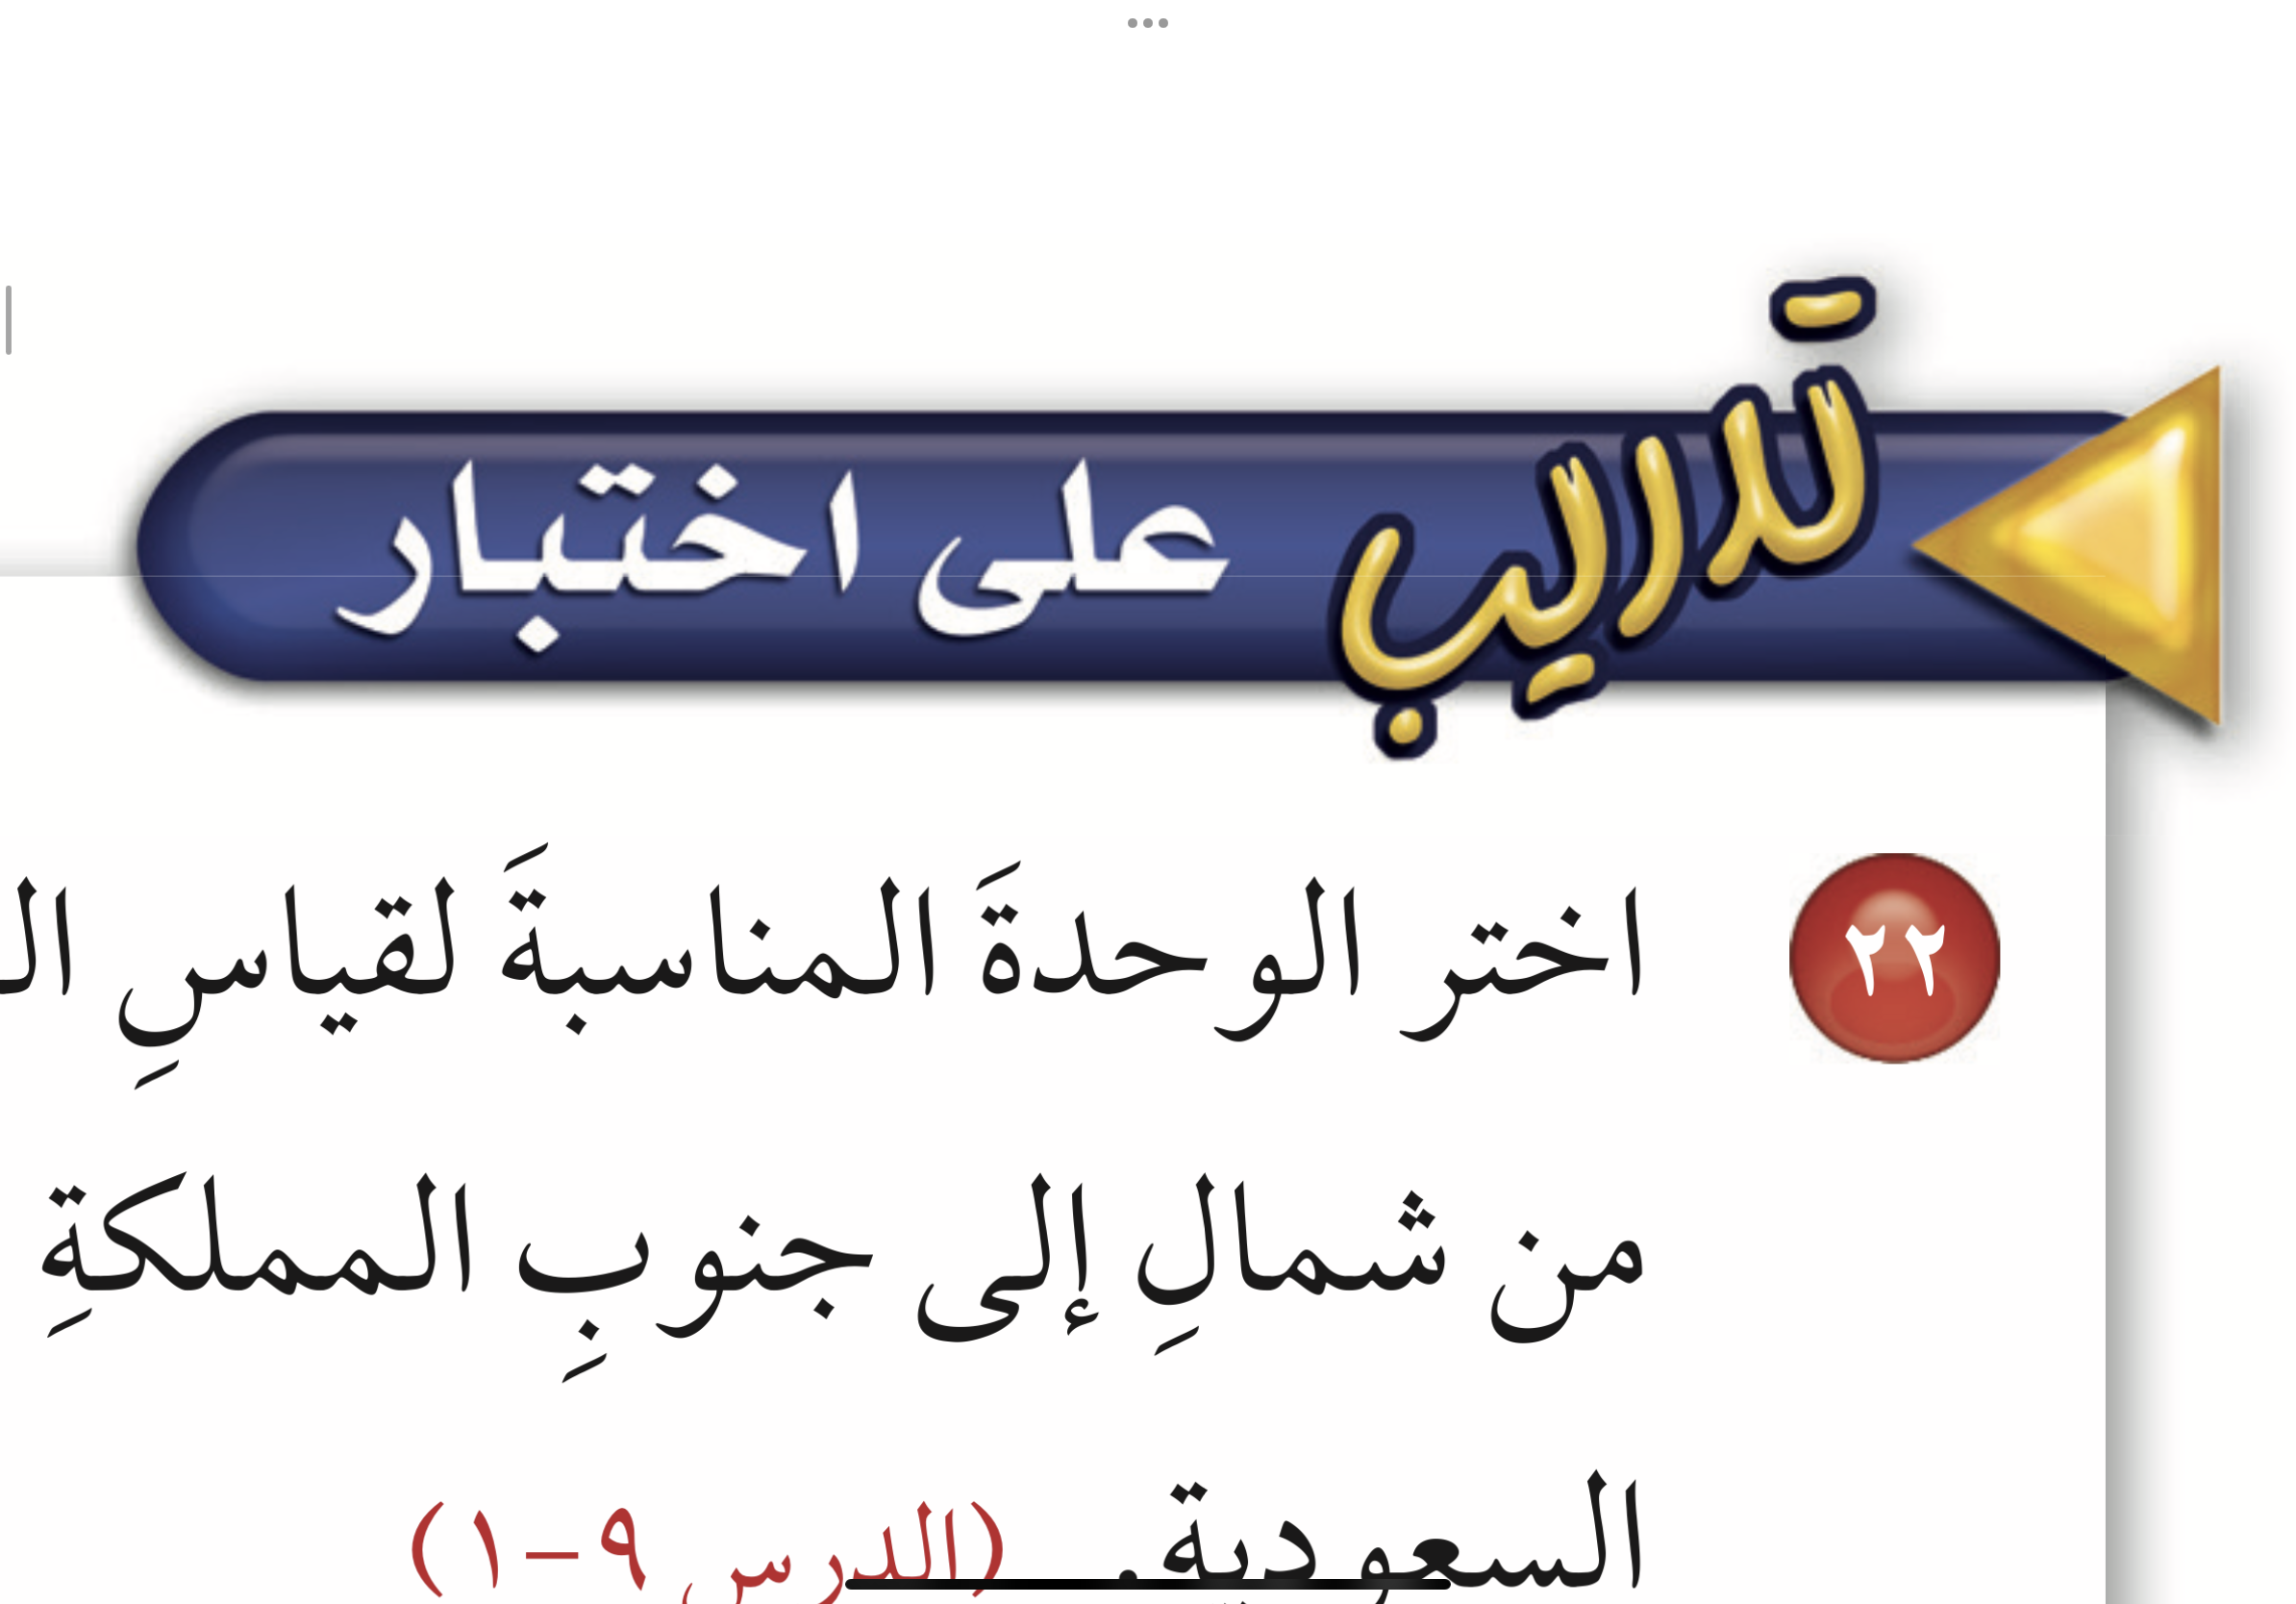 تدريب على اختبار
٢٢ اختر الوحدةَ المناسبةَ لقياسِ
من شمالِ إلى جنوبِ المملكةِ
السعودية. (الدرس ٩-١)